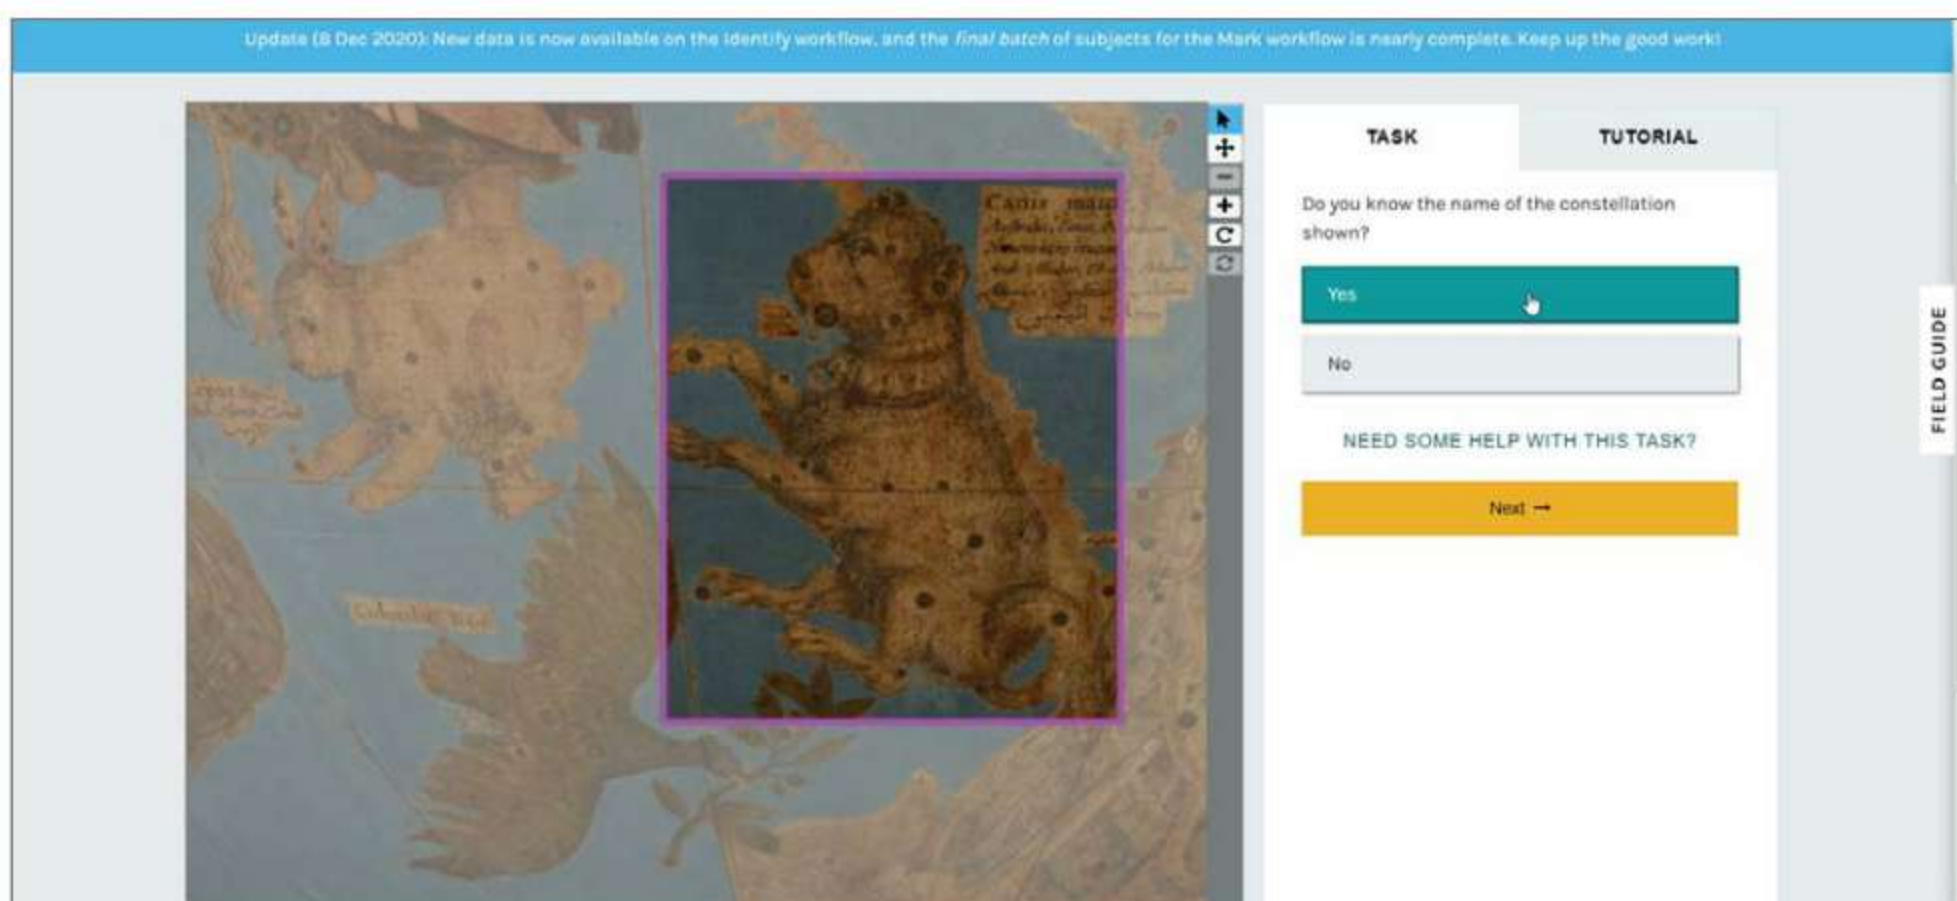 Update (8 Dec 2020): New data is now available on the Identify workflow, and the final batch of subjects for the Mark workflow is nearly complete. Keep up the good work!
TASK
TUTORIAL
Do you know the name of the constellation
shown?
Yes
No
NEED SOME HELP WITH THIS TASK?
Next →
FIELD GUIDE
Canis maio